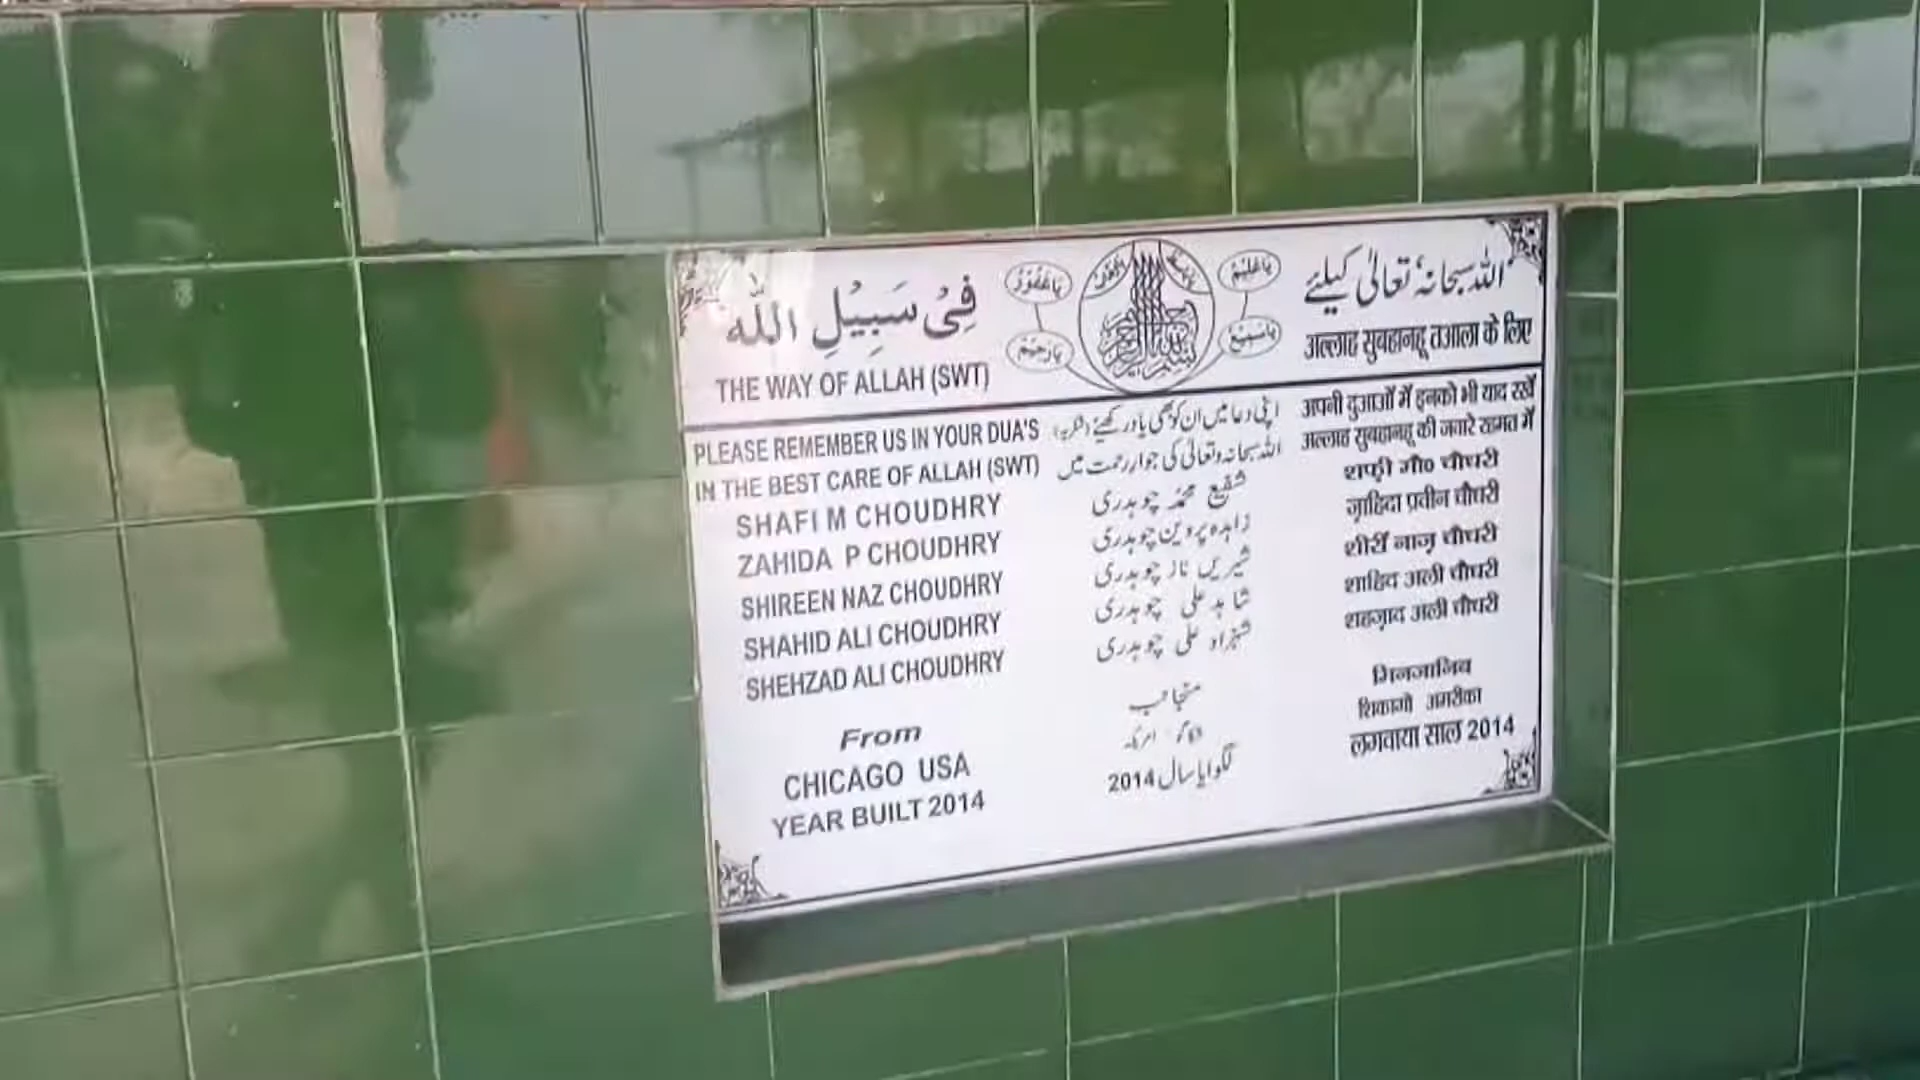 فِيْ سَبِيْلِ اللّٰه
THE WAY OF ALLAH (SWT)
يَا غَفُوْرُ
يَا رَحِيْمُ
يَا عَلِيْمُ
يَا سَمِيْعُ
اللہ سبحانہٗ تعالیٰ کیلئے
अल्लाह सुबहानहू तआला के लिए
PLEASE REMEMBER US IN YOUR DUA'S
IN THE BEST CARE OF ALLAH (SWT)
SHAFI M CHOUDHRY
ZAHIDA P CHOUDHRY
SHIREEN NAZ CHOUDHRY
SHAHID ALI CHOUDHRY
SHEHZAD ALI CHOUDHRY
From
CHICAGO USA
YEAR BUILT 2014
اپنی دعا میں ان کو بھی یاد رکھیئے (شکریہ)
اللہ سبحانہ وتعالیٰ کی جوار رحمت میں
شفیع محمد چوہدری
زاہدہ پروین چوہدری
شیریں ناز چوہدری
شاہد علی چوہدری
شہزاد علی چوہدری
منجانب
امریکہ
لگوایا سال 2014
अपनी दुआओं में इनको भी याद रखें
अल्लाह सुबहानहू की जवारे रहमत में
शफ़ी मौ0 चौधरी
ज़ाहिदा प्रवीन चौधरी
शीरीं नाज़ चौधरी
शाहिद अली चौधरी
शहज़ाद अली चौधरी
मिनजानिब
शिकागो अमरीका
लगवाया साल 2014